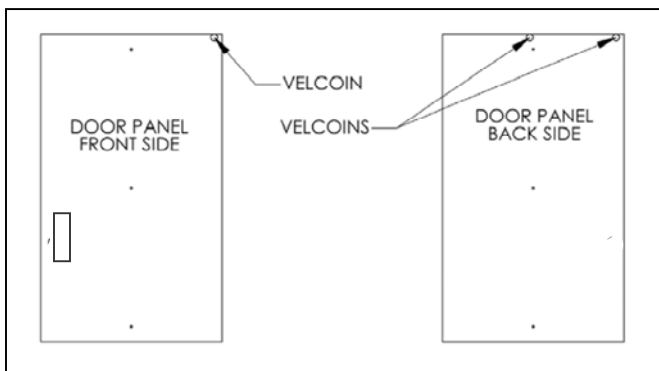 VELCOIN
DOOR PANEL
FRONT SIDE
VELCOINS
DOOR PANEL
BACK SIDE